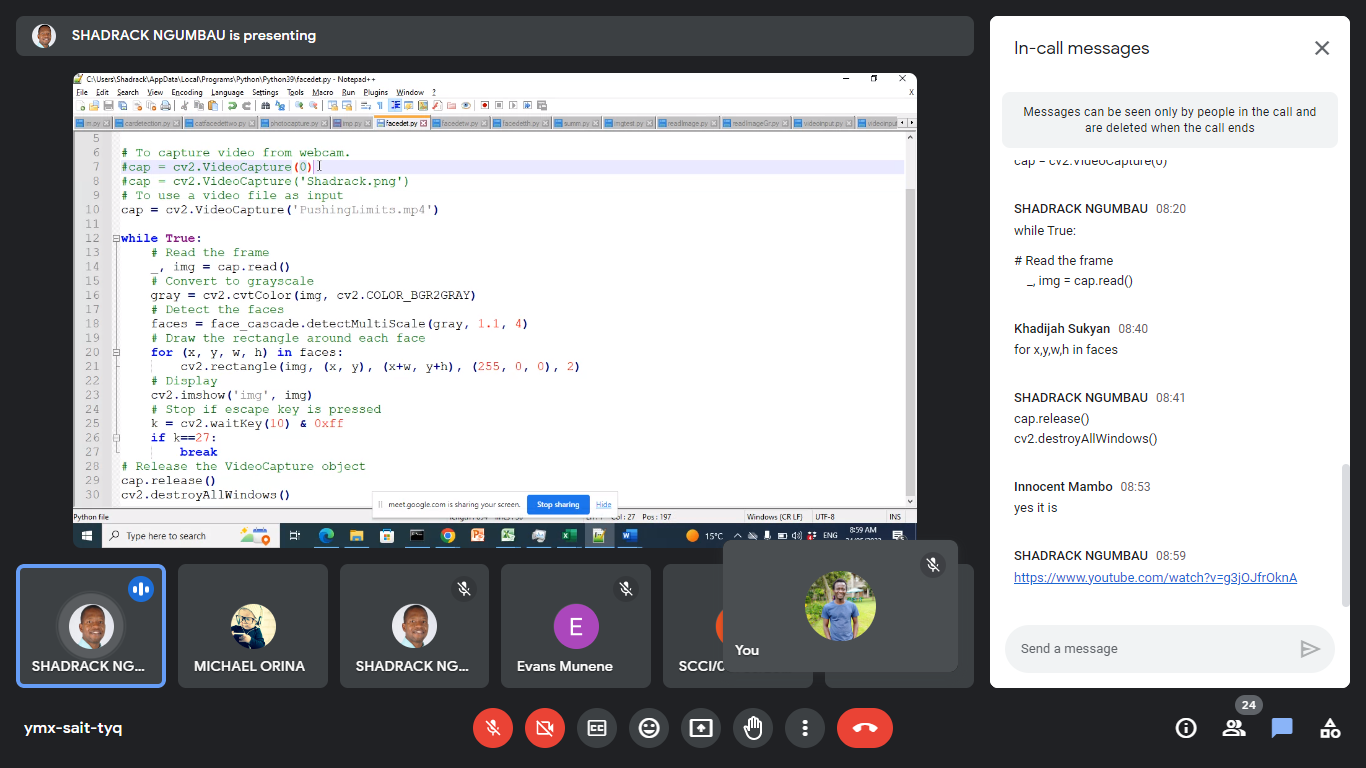 SHADRACK NGUMBAU is presenting
C:\Users\Shadrack\AppData\Local\Programs\Python\Python39\facedet.py - Notepad++
File Edit Search View Encoding Language Settings Tools Macro Run Plugins Window ?
X
cardetection.py catfacedettwo.py photocapture.py imp.py facedet.py facedetw.py facedetth.py summ.py imgtest.py readImage.py readImageGr.py videoinput.py
5
6 # To capture video from webcam.
7 #cap = cv2.VideoCapture(0)
8 #cap = cv2.VideoCapture('Shadrack.png')
9 # To use a video file as input
10 cap = cv2.VideoCapture('PushingLimits.mp4')
11
12 while True:
13 # Read the frame
14 _, img = cap.read()
15 # Convert to grayscale
16 gray = cv2.cvtColor(img, cv2.COLOR_BGR2GRAY)
17 # Detect the faces
18 faces = face_cascade.detectMultiScale(gray, 1.1, 4)
19 # Draw the rectangle around each face
20 for (x, y, w, h) in faces:
21 cv2.rectangle(img, (x, y), (x+w, y+h), (255, 0, 0), 2)
22 # Display
23 cv2.imshow('img', img)
24 # Stop if escape key is pressed
25 k = cv2.waitKey(10) & 0xff
26 if k==27:
27 break
28 # Release the VideoCapture object
29 cap.release()
30 cv2.destroyAllWindows()
meet.google.com is sharing your screen. Stop sharing Hide
Python file Col : 27 Pos : 197 Windows (CR LF) UTF-8 INS
Type here to search 15°C ENG 8:59 AM
SHADRACK NG...
MICHAEL ORINA
SHADRACK NG...
E
Evans Munene
SCCI/0
You
ymx-sait-tyq
In-call messages
Messages can be seen only by people in the call and
are deleted when the call ends
cap = cv2.VideoCapture(0)
SHADRACK NGUMBAU 08:20
while True:
# Read the frame
_, img = cap.read()
Khadijah Sukyan 08:40
for x,y,w,h in faces
SHADRACK NGUMBAU 08:41
cap.release()
cv2.destroyAllWindows()
Innocent Mambo 08:53
yes it is
SHADRACK NGUMBAU 08:59
https://www.youtube.com/watch?v=g3jOJfrOknA
Send a message
24